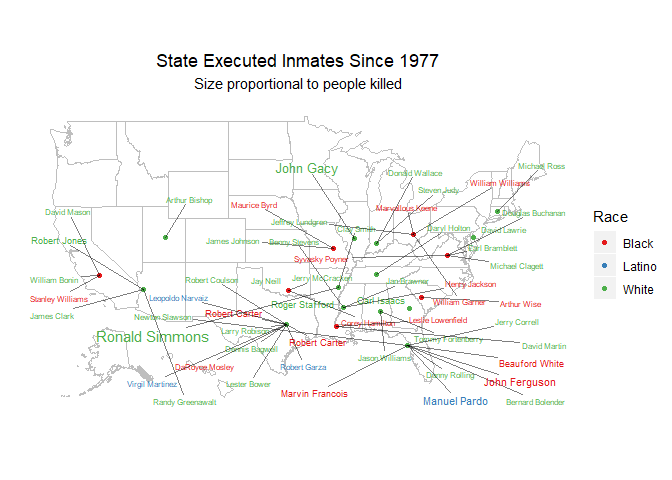 State Executed Inmates Since 1977
Size proportional to people killed
Michael Ross
John Gacy
Donald Wallace
William Williams
Steven Judy
Arthur Bishop
Maurice Byrd
Marvallous Keene
David Mason
Douglas Buchanan
Jeffrey Lundgren
Clay Smith
Daryl Holton
David Lawrie
Robert Jones
James Johnson
Benny Stevens
Earl Bramblett
Syvasky Poyner
Michael Clagett
William Bonin
Robert Coulson
Jay Neill
Jerry McCracken
Jan Brawner
Henry Jackson
Stanley Williams
Leopoldo Narvaiz
Roger Stafford
Carl Isaacs
William Garner
Arthur Wise
James Clark
Newton Slawson
Robert Carter
Corey Hamilton
Leslie Lowenfield
Jerry Correll
Ronald Simmons
Larry Robison
Robert Carter
Tommy Fortenberry
David Martin
Dennis Bagwell
Jason Williams
DaRoyce Mosley
Robert Garza
Beauford White
Danny Rolling
Virgil Martinez
Lester Bower
John Ferguson
Marvin Francois
Manuel Pardo
Randy Greenawalt
Bernard Bolender
Race
Black
Latino
White